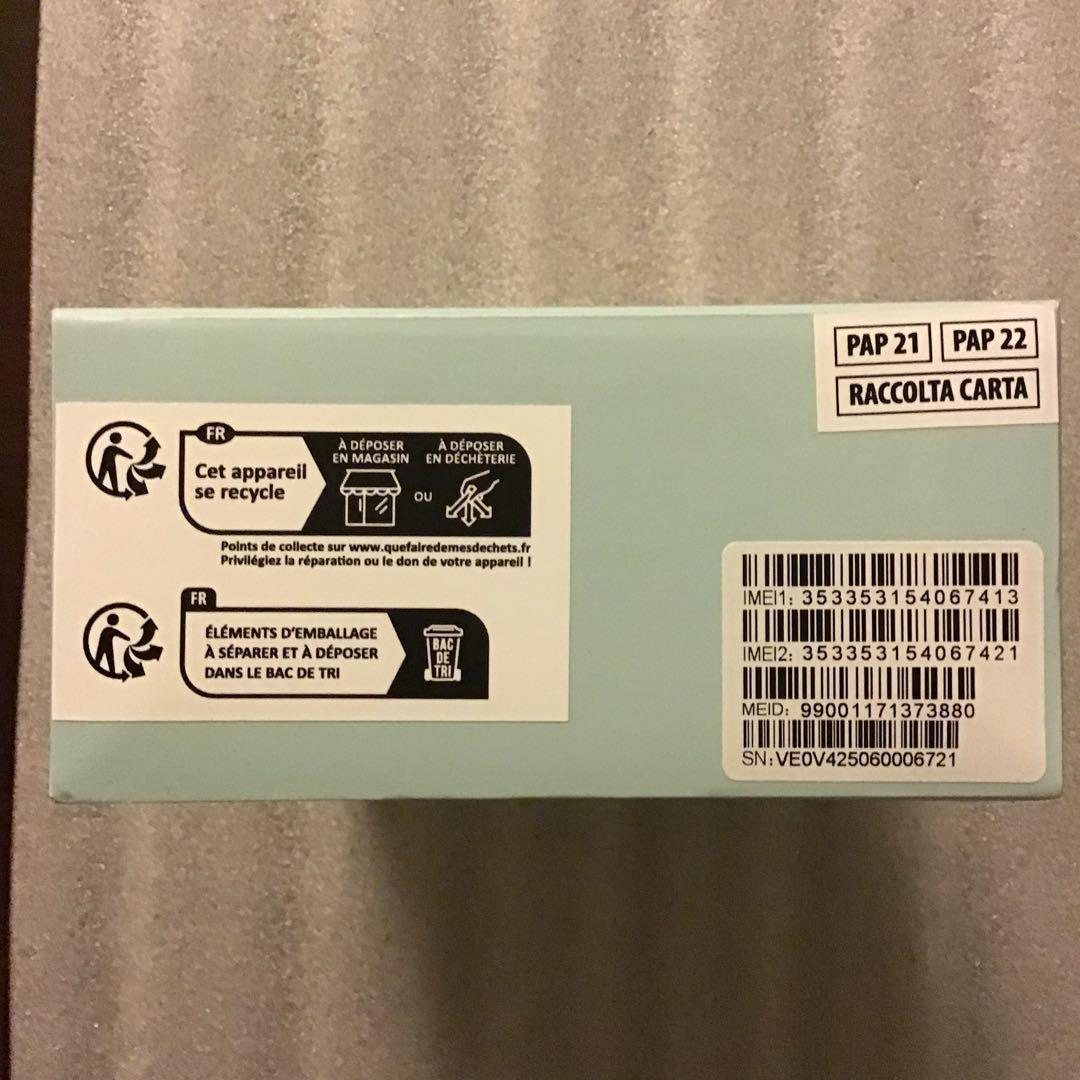 PAP 21 PAP 22
RACCOLTA CARTA
FR
Cet appareil
se recycle
À DÉPOSER
EN MAGASIN
OU
À DÉPOSER
EN DÉCHÈTERIE
Points de collecte sur www.quefairedemesdechets.fr
Privilégiez la réparation ou le don de votre appareil !
FR
ÉLÉMENTS D'EMBALLAGE
À SÉPARER ET À DÉPOSER
DANS LE BAC DE TRI
BAC
DE
TRI
IMEI1: 353353154067413
IMEI2: 353353154067421
MEID: 99001171373880
SN:VE0V425060006721